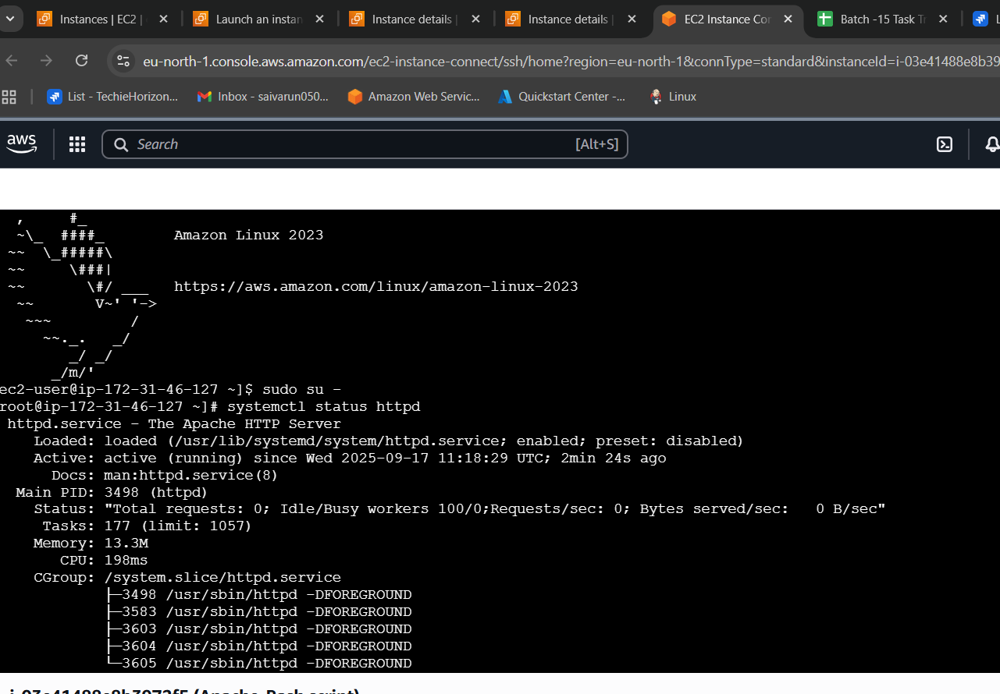 Instances | EC2 |
Launch an instan
Instance details |
Instance details |
EC2 Instance Cor
Batch -15 Task Tr
L
eu-north-1.console.aws.amazon.com/ec2-instance-connect/ssh/home?region=eu-north-1&connType=standard&instanceId=i-03e41488e8b39
List - TechieHorizon...
Inbox - saivarun050...
Amazon Web Servic...
Quickstart Center -...
Linux
aws
Search
[Alt+S]
  ,     #_
  ~\_  ####_        Amazon Linux 2023
 ~~  \_#####\
 ~~     \###|
 ~~       \#/ ___   https://aws.amazon.com/linux/amazon-linux-2023
  ~~       V~' '->
   ~~~         /
     ~~._.   _/
        _/ _/
      _/m/'
ec2-user@ip-172-31-46-127 ~]$ sudo su -
root@ip-172-31-46-127 ~]# systemctl status httpd
httpd.service - The Apache HTTP Server
Loaded: loaded (/usr/lib/systemd/system/httpd.service; enabled; preset: disabled)
Active: active (running) since Wed 2025-09-17 11:18:29 UTC; 2min 24s ago
Docs: man:httpd.service(8)
Main PID: 3498 (httpd)
Status: "Total requests: 0; Idle/Busy workers 100/0;Requests/sec: 0; Bytes served/sec:   0 B/sec"
Tasks: 177 (limit: 1057)
Memory: 13.3M
CPU: 198ms
CGroup: /system.slice/httpd.service
├─3498 /usr/sbin/httpd -DFOREGROUND
├─3583 /usr/sbin/httpd -DFOREGROUND
├─3603 /usr/sbin/httpd -DFOREGROUND
├─3604 /usr/sbin/httpd -DFOREGROUND
└─3605 /usr/sbin/httpd -DFOREGROUND
(Apache-Bash script)